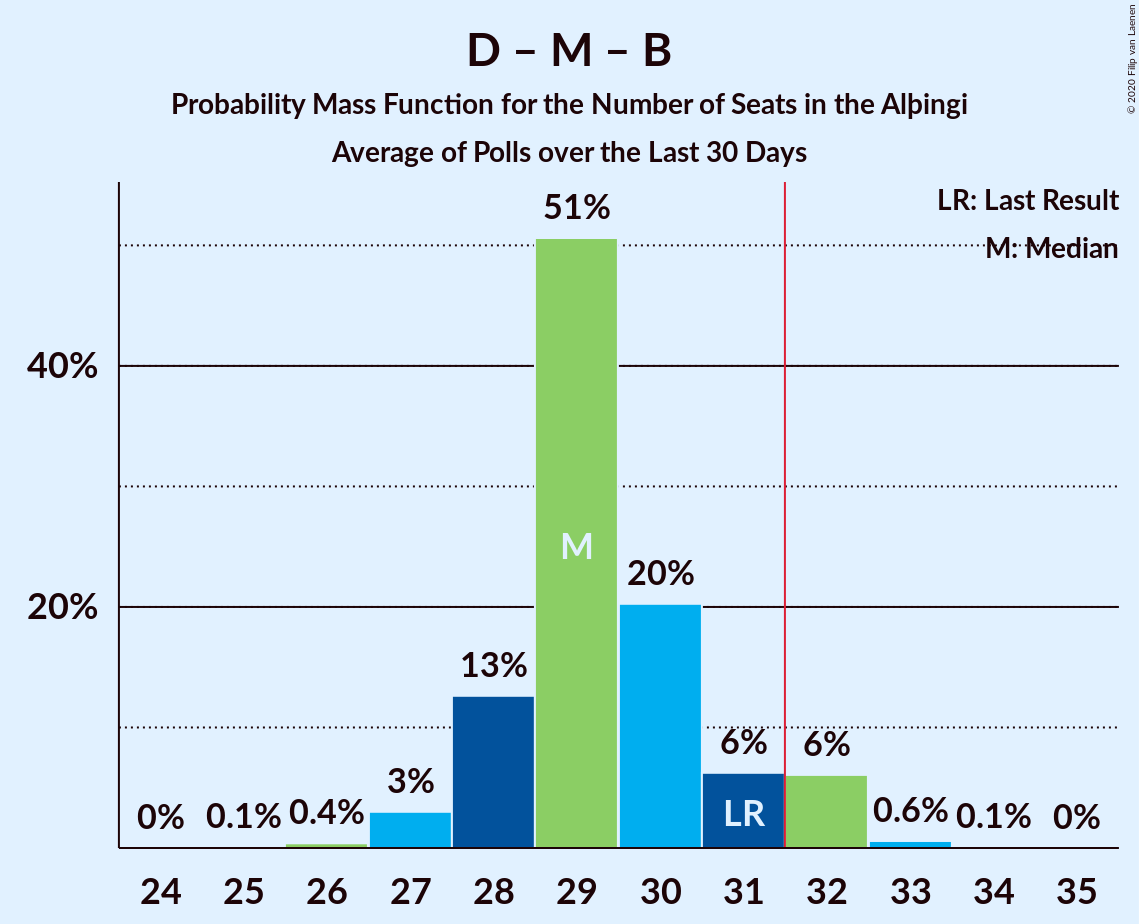 D – M – B
Probability Mass Function for the Number of Seats in the Alþingi
Average of Polls over the Last 30 Days
© 2020 Filip van Laenen
LR: Last Result
M: Median
40%
20%
0%
0.1%
0.4%
3%
13%
51%
M
20%
6%
LR
6%
0.6%
0.1%
0%
24 25 26 27 28 29 30 31 32 33 34 35